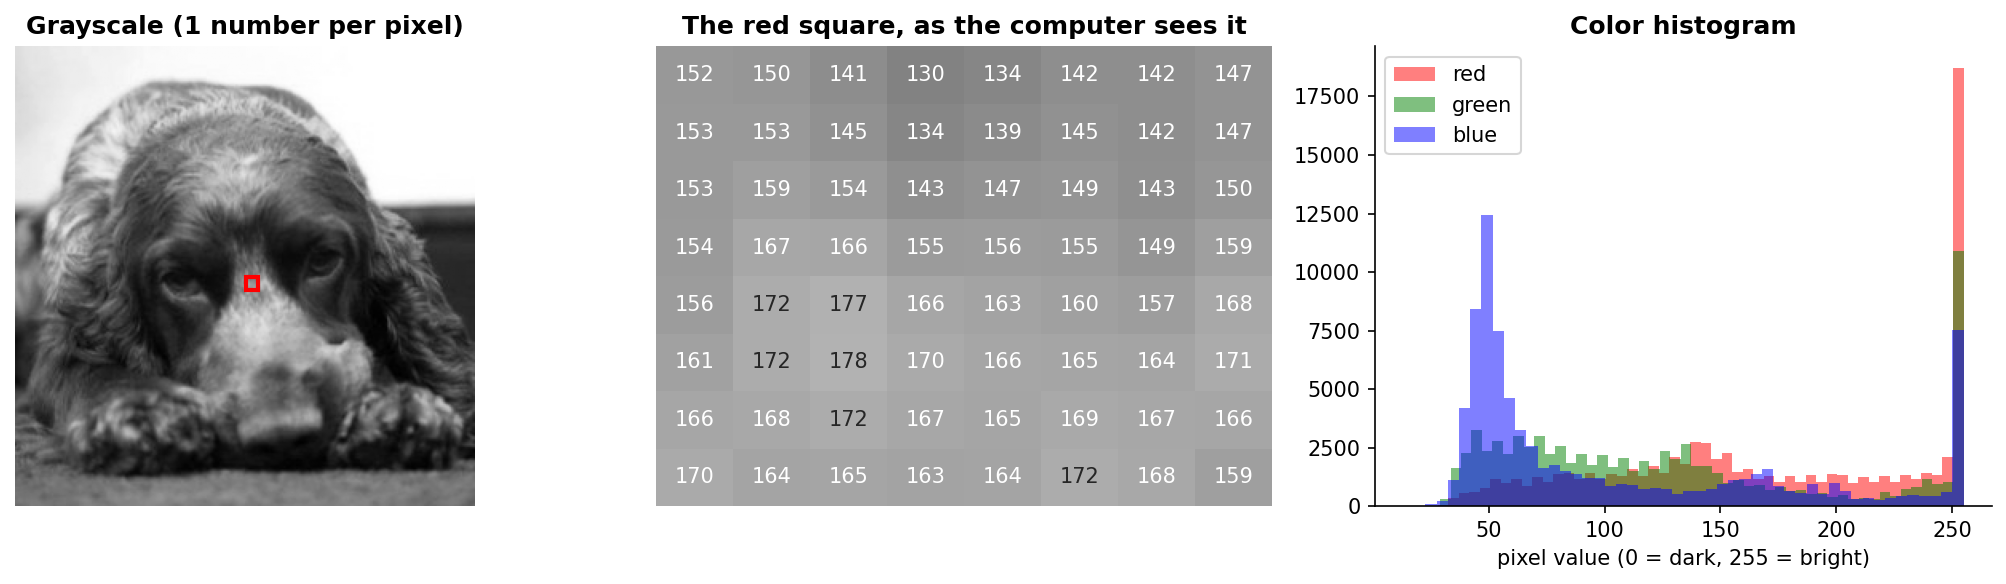 Grayscale (1 number per pixel)
The red square, as the computer sees it
152 150 141 130 134 142 142 147
153 153 145 134 139 145 142 147
153 159 154 143 147 149 143 150
154 167 166 155 156 155 149 159
156 172 177 166 163 160 157 168
161 172 178 170 166 165 164 171
166 168 172 167 165 169 167 166
170 164 165 163 164 172 168 159
Color histogram
red
green
blue
17500
15000
12500
10000
7500
5000
2500
0
50 100 150 200 250
pixel value (0 = dark, 255 = bright)